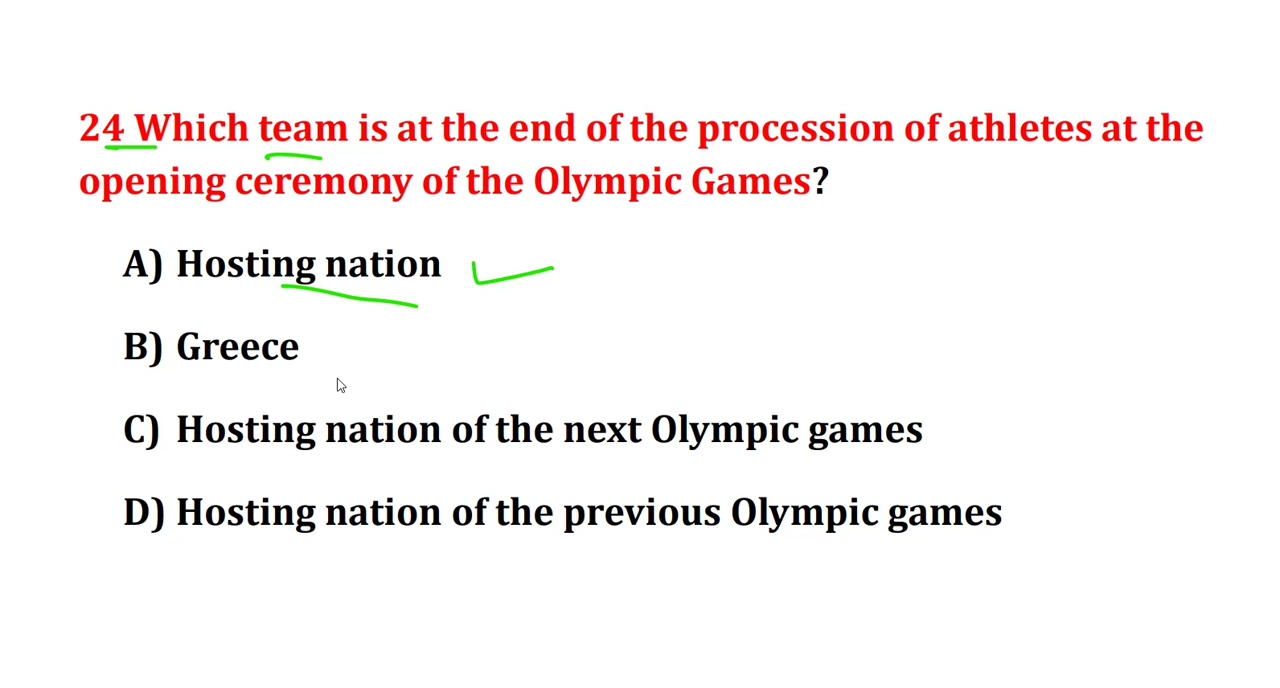 24 Which team is at the end of the procession of athletes at the
opening ceremony of the Olympic Games?
A) Hosting nation
B) Greece
C) Hosting nation of the next Olympic games
D) Hosting nation of the previous Olympic games